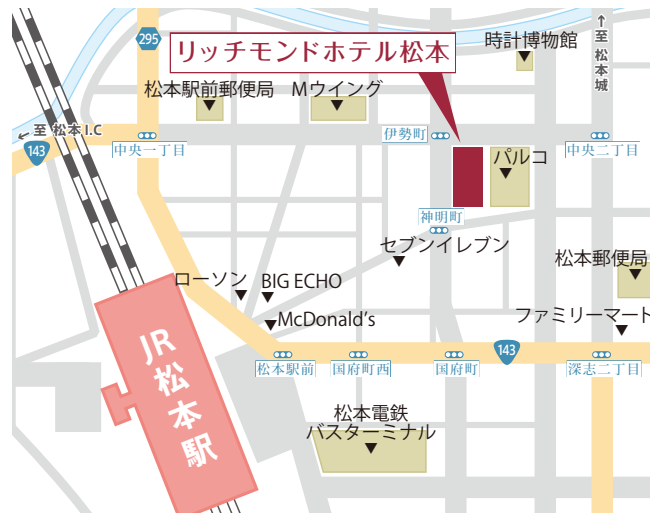 295
リッチモンドホテル松本
時計博物館
↑至 松本城
松本駅前郵便局
Mウイング
← 至 松本I.C
143
中央一丁目
伊勢町
中央二丁目
パルコ
神明町
セブンイレブン
松本郵便局
ローソン
BIG ECHO
McDonald's
ファミリーマート
JR松本駅
松本駅前
国府町西
国府町
143
深志二丁目
松本電鉄
バスターミナル